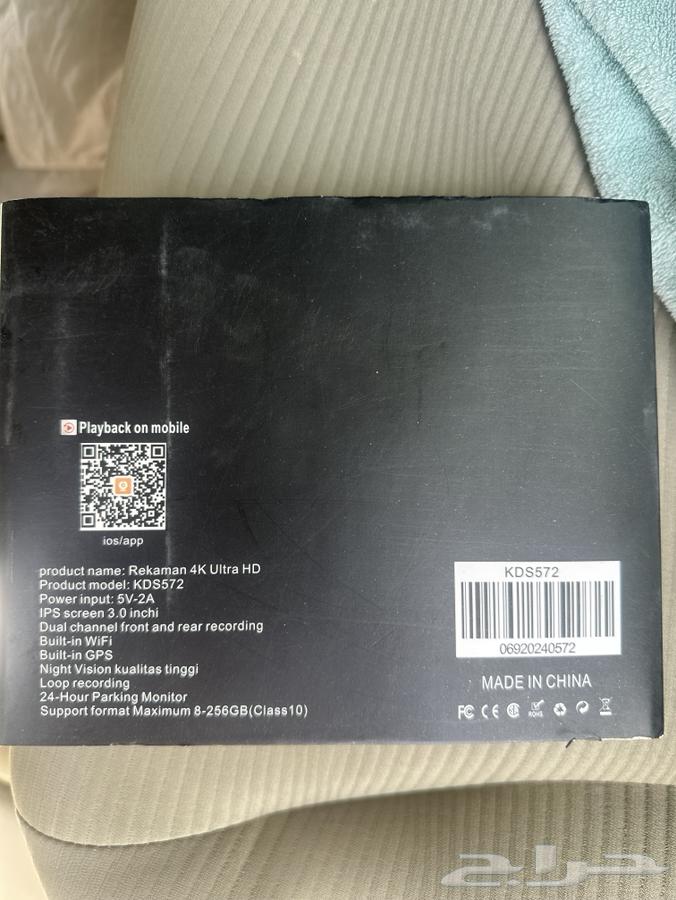 Playback on mobile
ios/app
product name: Rekaman 4K Ultra HD
Product model: KDS572
Power input: 5V-2A
IPS screen 3.0 inchi
Dual channel front and rear recording
Built-in WiFi
Built-in GPS
Night Vision kualitas tinggi
Loop recording
24-Hour Parking Monitor
Support format Maximum 8-256GB(Class10)
KDS572
06920240572
MADE IN CHINA
FC CE ROHS
حراج